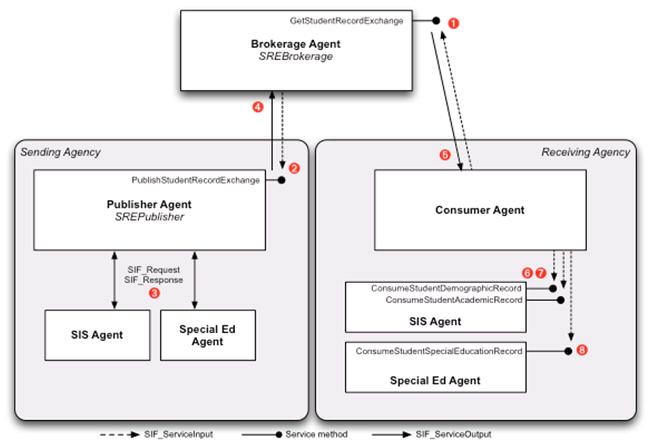 GetStudentRecordExchange
1
Brokerage Agent
SREBrokerage
4
2
5
Sending Agency
Receiving Agency
PublishStudentRecordExchange
Publisher Agent
SREPublisher
Consumer Agent
SIF_Request
SIF_Response
3
6 7
ConsumeStudentDemographicRecord
ConsumeStudentAcademicRecord
SIS Agent
SIS Agent
Special Ed
Agent
ConsumeStudentSpecialEducationRecord
8
Special Ed Agent
SIF_ServiceInput
Service method
SIF_ServiceOutput